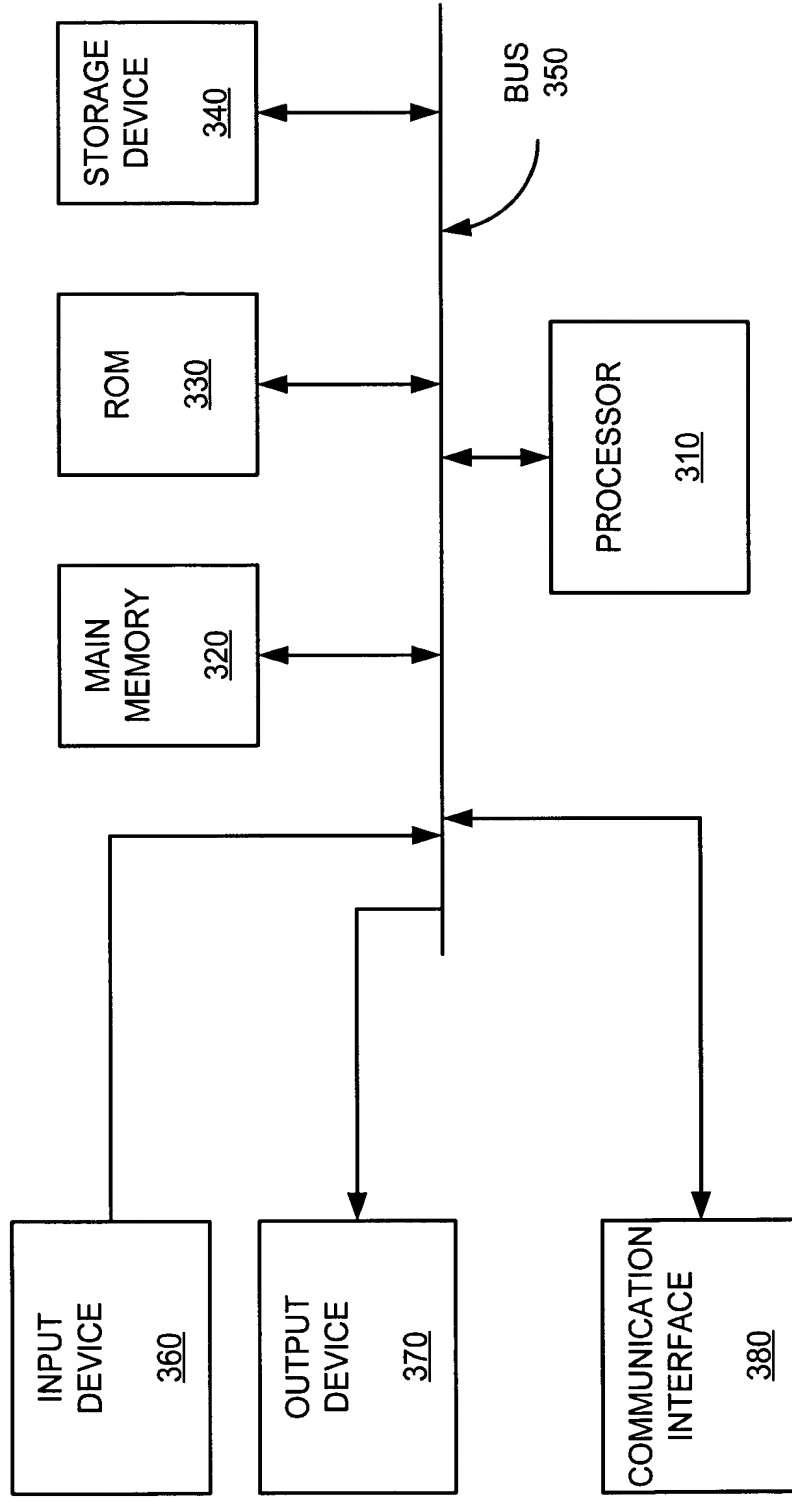 INPUT
DEVICE
360
OUTPUT
DEVICE
370
COMMUNICATION
INTERFACE
380
MAIN
MEMORY
320
ROM
330
STORAGE
DEVICE
340
PROCESSOR
310
BUS
350